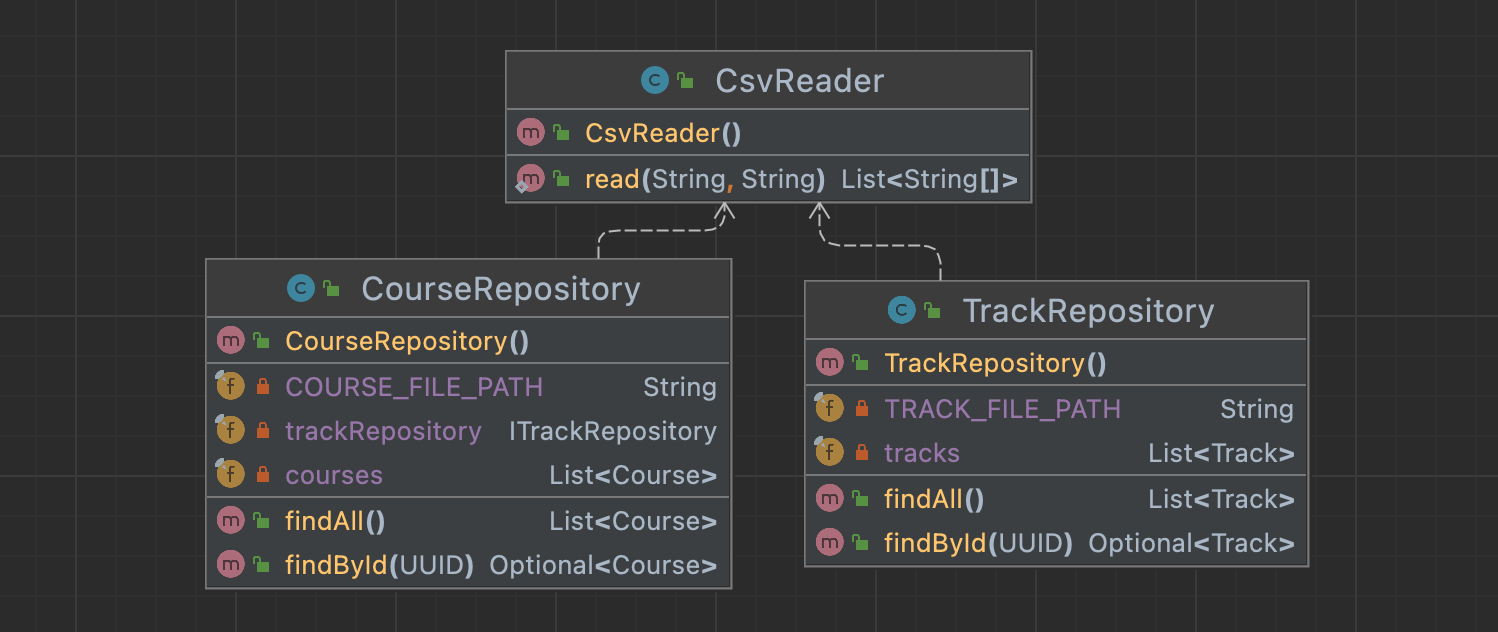 CsvReader
CsvReader()
read(String, String) List<String[]>
CourseRepository
CourseRepository()
COURSE_FILE_PATH String
trackRepository ITrackRepository
courses List<Course>
findAll() List<Course>
findById(UUID) Optional<Course>
TrackRepository
TrackRepository()
TRACK_FILE_PATH String
tracks List<Track>
findAll() List<Track>
findById(UUID) Optional<Track>